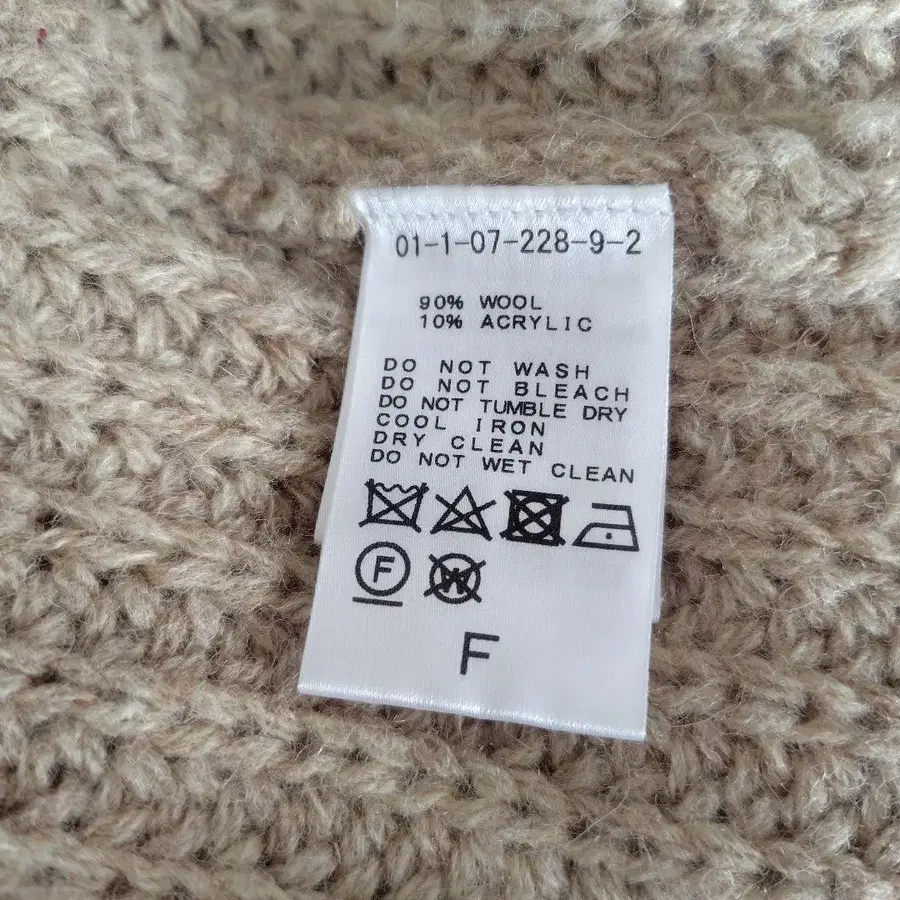 01-1-07-228-9-2
90% WOOL
10% ACRYLIC
DO NOT WASH
DO NOT BLEACH
DO NOT TUMBLE DRY
COOL IRON
DRY CLEAN
DO NOT WET CLEAN
F W
F